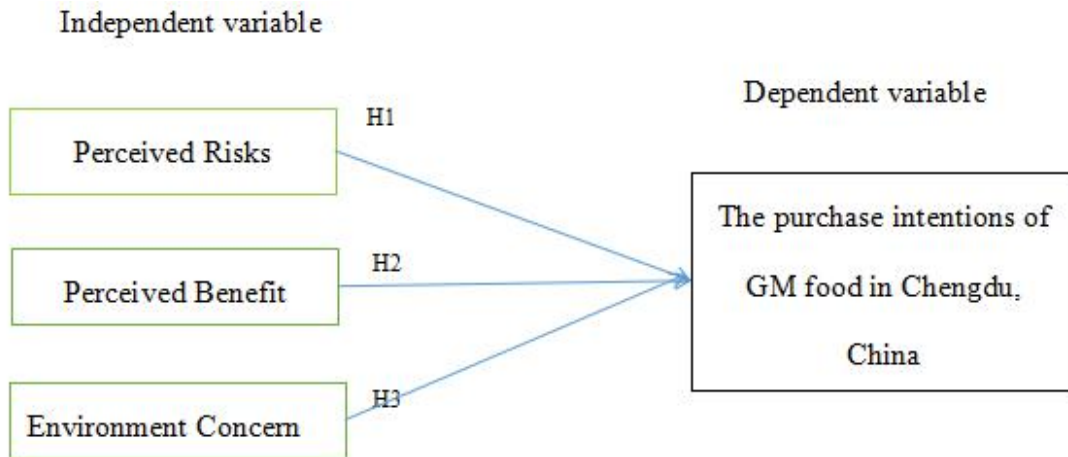 Independent variable
Dependent variable
H1
Perceived Risks
H2
Perceived Benefit
H3
Environment Concern
The purchase intentions of
GM food in Chengdu,
China